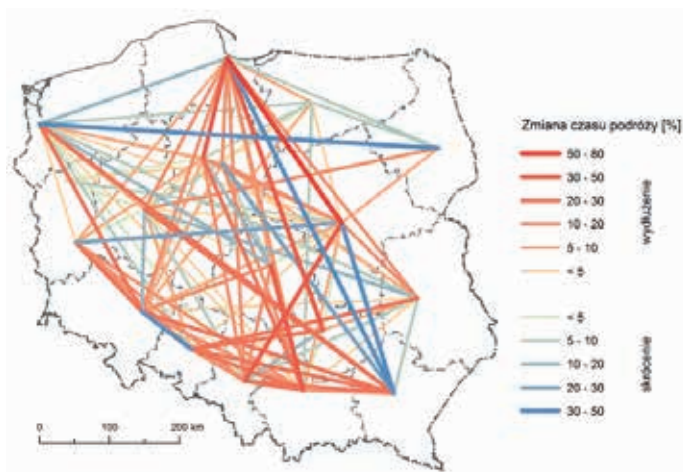 Zmiana czasu podróży [%]
50 - 80
30 - 50
20 - 30
10 - 20
5 - 10
< 5
wydłużenie
< 5
5 - 10
10 - 20
20 - 30
30 - 50
skrócenie
0 100 200 km